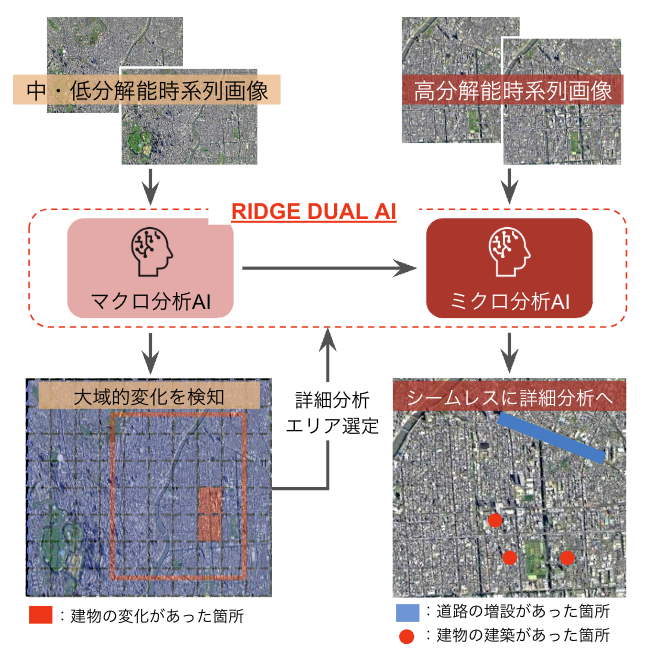 中・低分解能時系列画像
高分解能時系列画像
RIDGE DUAL AI
マクロ分析AI
ミクロ分析AI
大域的変化を検知
詳細分析
エリア選定
シームレスに詳細分析へ
：建物の変化があった箇所
：道路の増設があった箇所
：建物の建築があった箇所